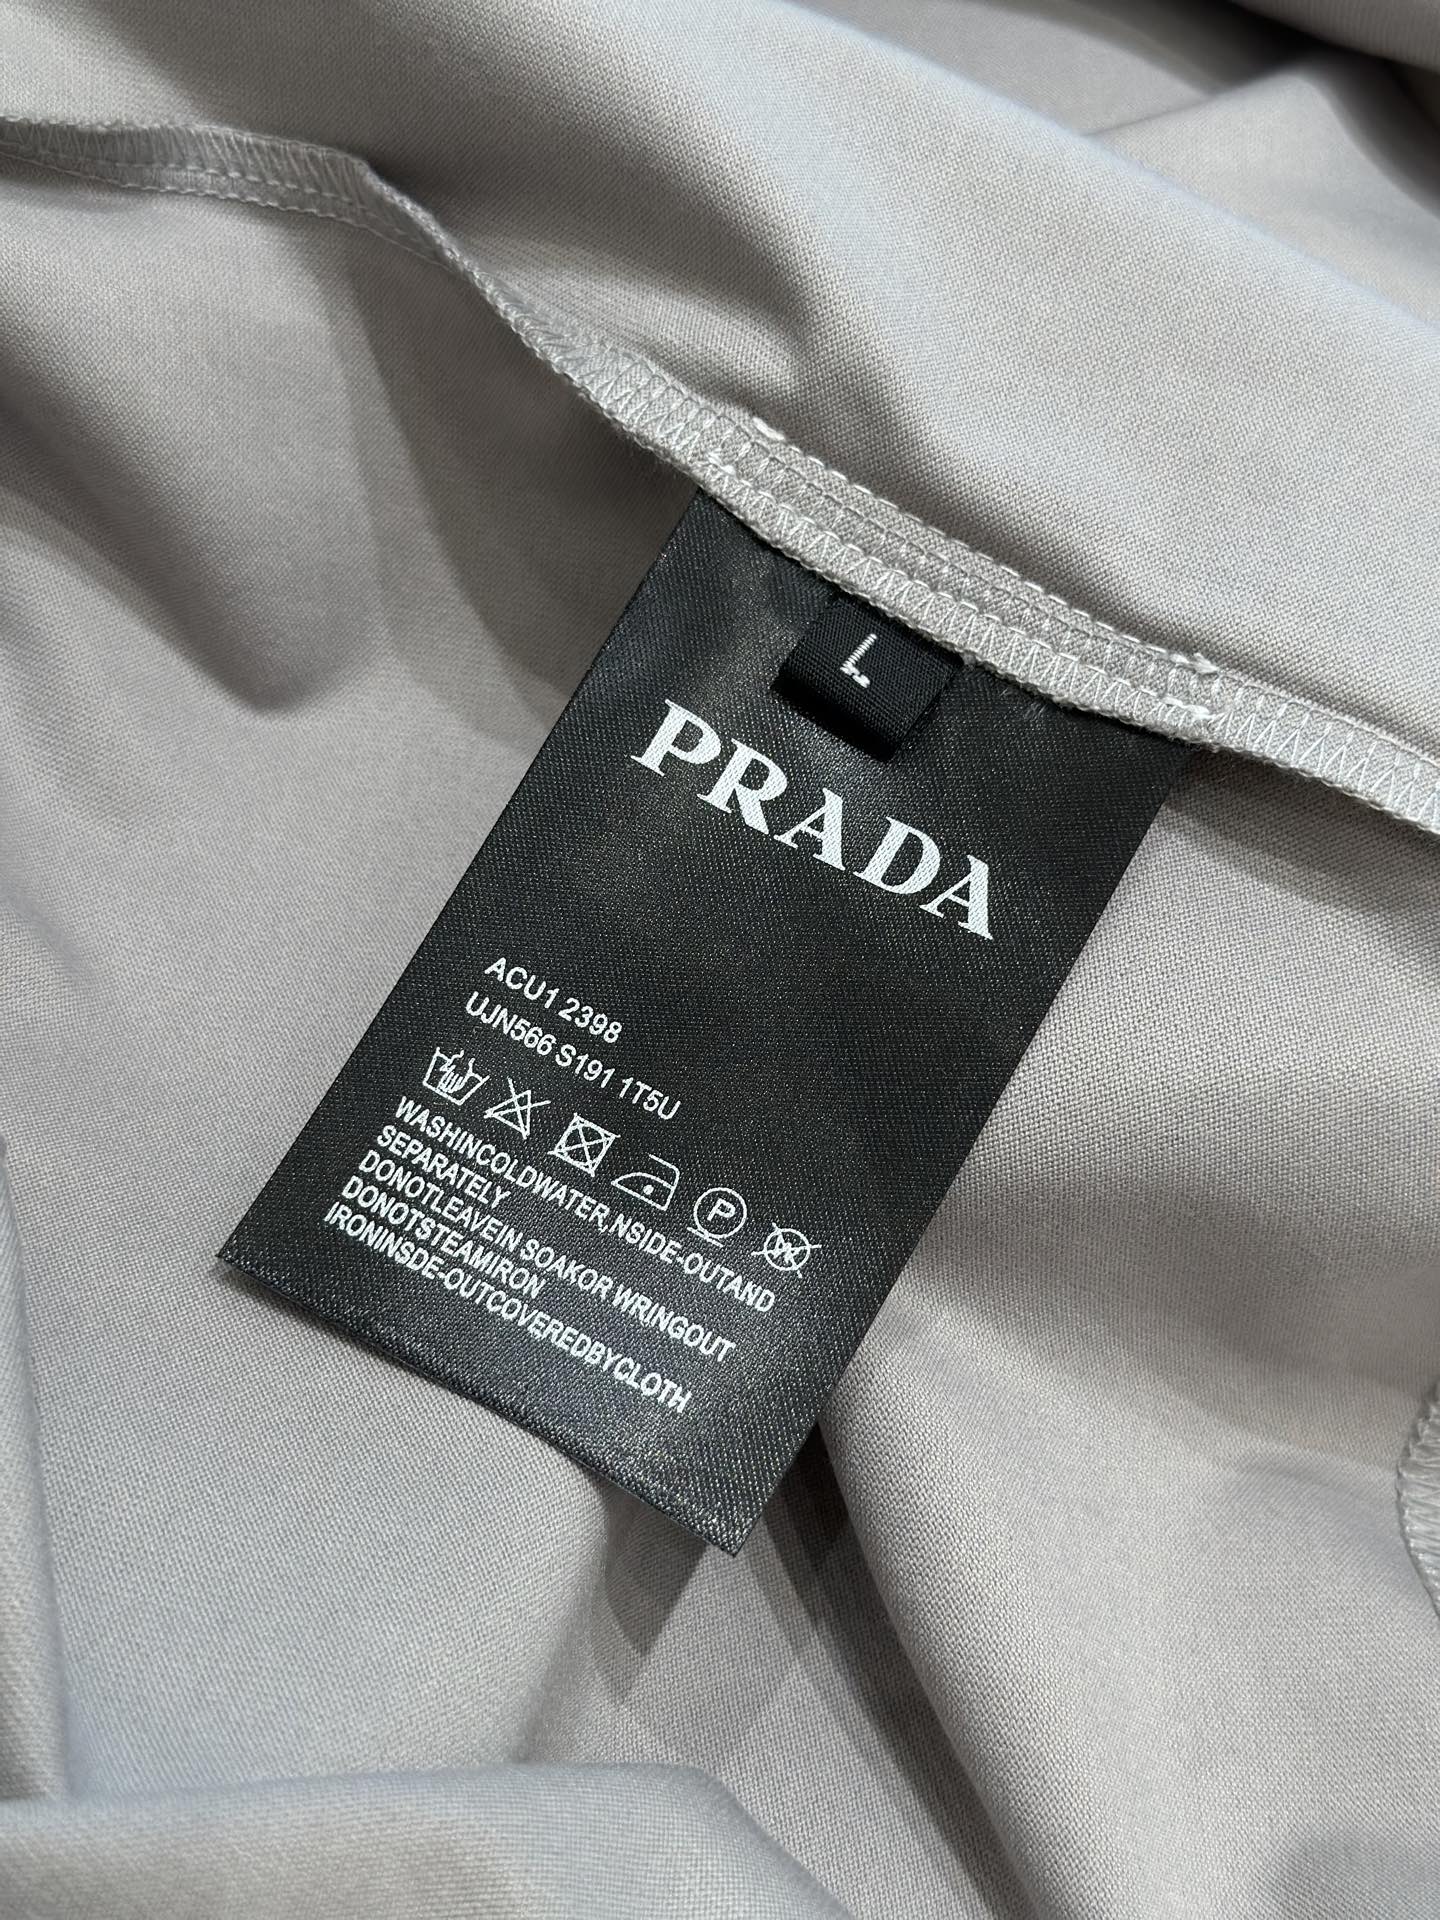 L
PRADA
ACU1 2398
UJN566 S191 1T5U
P
WASHINCOLDWATER,NSIDE-OUTAND
SEPARATELY
DONOTLEAVEIN SOAKOR WRINGOUT
DONOTSTEAMIRON
IRONINSDE-OUTCOVEREDBYCLOTH